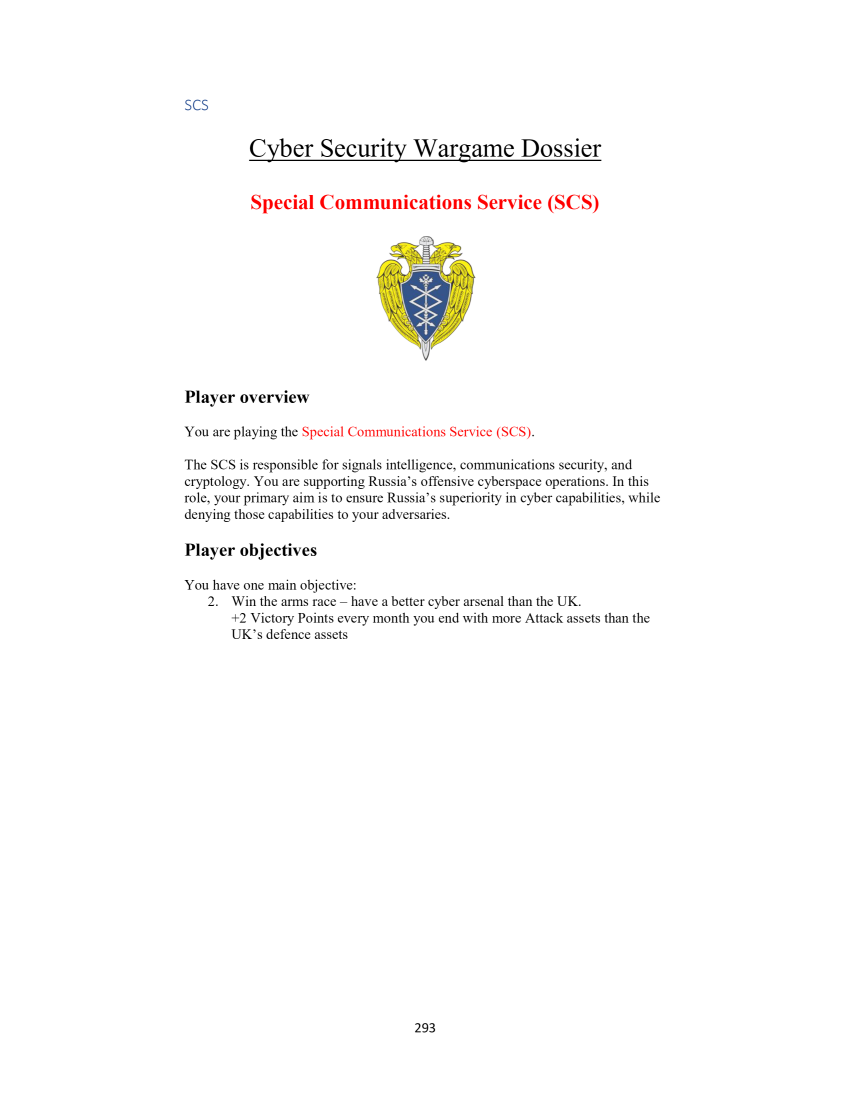 SCS
Cyber Security Wargame Dossier
Special Communications Service (SCS)
Player overview
You are playing the Special Communications Service (SCS).
The SCS is responsible for signals intelligence, communications security, and
cryptology. You are supporting Russia’s offensive cyberspace operations. In this
role, your primary aim is to ensure Russia’s superiority in cyber capabilities, while
denying those capabilities to your adversaries.
Player objectives
You have one main objective:
2. Win the arms race – have a better cyber arsenal than the UK.
+2 Victory Points every month you end with more Attack assets than the
UK’s defence assets
293